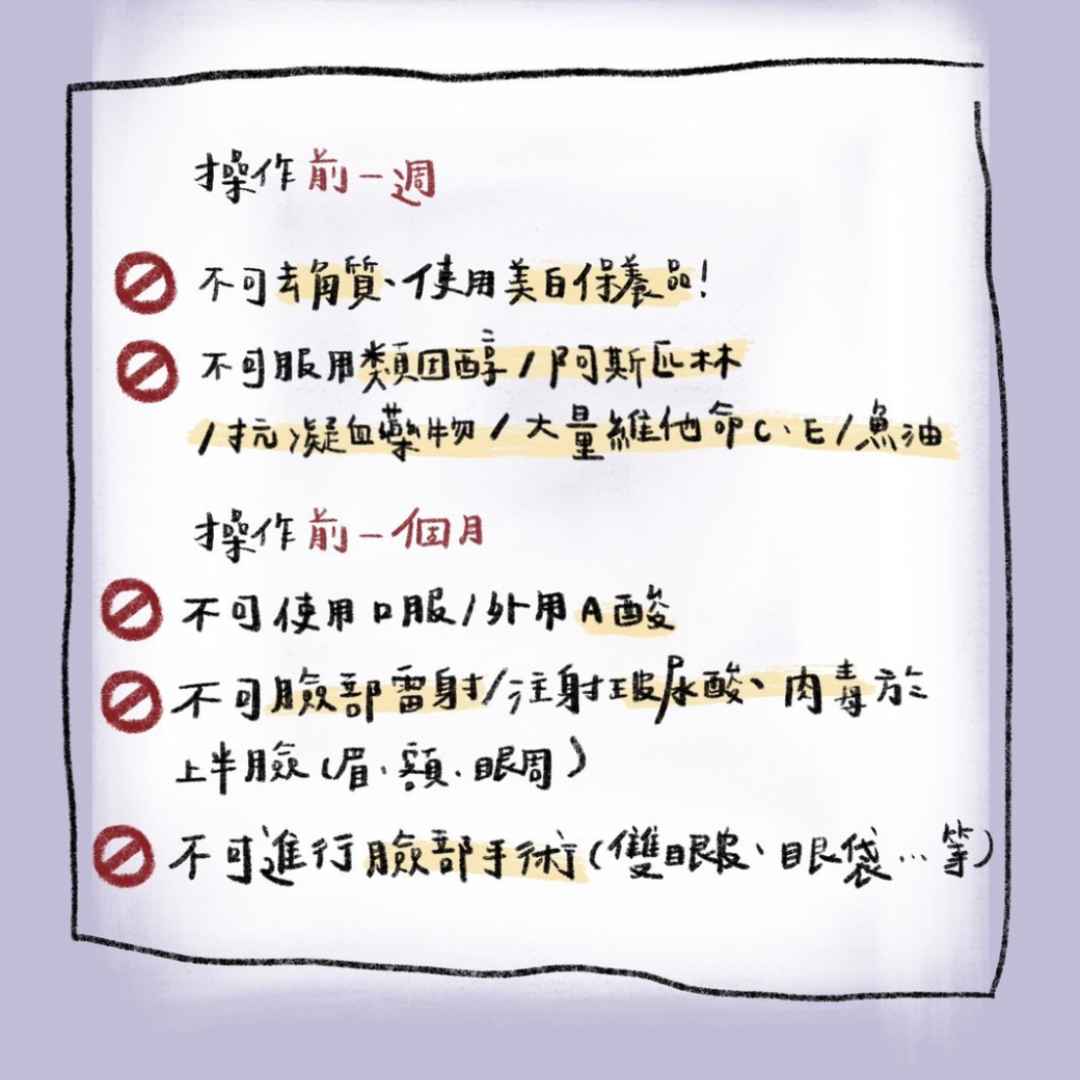 操作前一週
不可去角質、使用美白保養品!
不可服用類固醇/阿斯匹林
/抗凝血藥物/大量維他命C、E/魚油
操作前一個月
不可使用口服/外用A酸
不可臉部雷射/注射玻尿酸、肉毒於
上半臉(眉、額、眼周)
不可進行臉部手術(雙眼皮、眼袋…等)